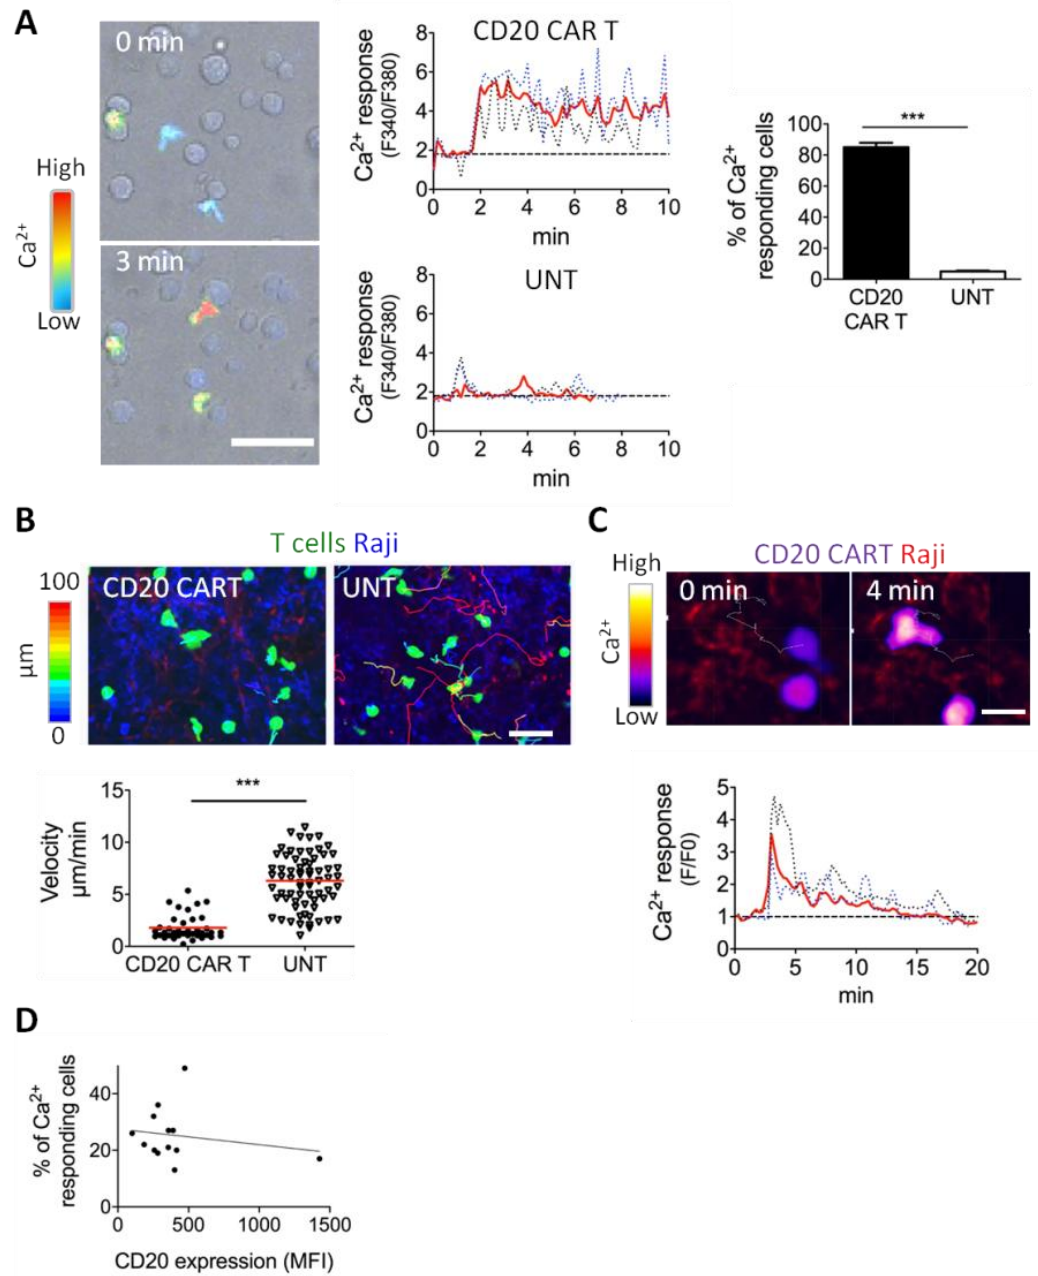 A
0 min
3 min
High
Ca2+
Low
CD20 CAR T
Ca2+ response
(F340/F380)
8
6
4
2
0
0 2 4 6 8 10
min
UNT
Ca2+ response
(F340/F380)
8
6
4
2
0
0 2 4 6 8 10
min
% of Ca2+
responding cells
100
80
60
40
20
0
***
CD20
CAR T
UNT
B
T cells Raji
100
µm
0
CD20 CART
UNT
Velocity
µm/min
15
10
5
0
***
CD20 CAR T UNT
C
CD20 CART Raji
High
Ca2+
Low
0 min
4 min
Ca2+ response
(F/F0)
5
4
3
2
1
0
0 5 10 15 20
min
D
% of Ca2+
responding cells
40
20
0
0 500 1000 1500
CD20 expression (MFI)